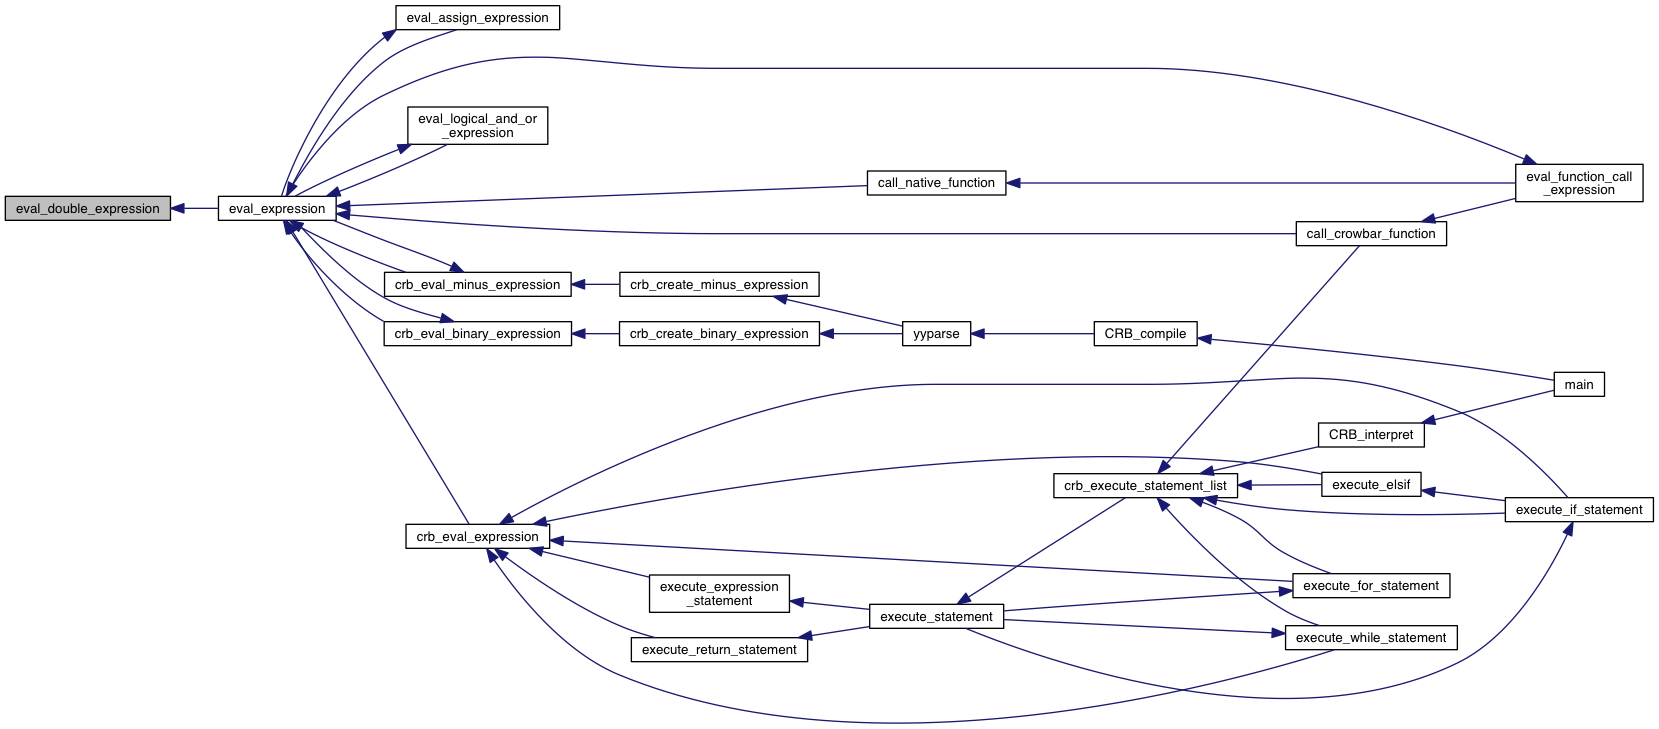 eval_assign_expression
eval_logical_and_or
_expression
call_native_function
eval_function_call
_expression
eval_double_expression
eval_expression
call_crowbar_function
crb_eval_minus_expression
crb_create_minus_expression
crb_eval_binary_expression
crb_create_binary_expression
yyparse
CRB_compile
main
CRB_interpret
crb_execute_statement_list
execute_elsif
execute_if_statement
crb_eval_expression
execute_expression
_statement
execute_for_statement
execute_statement
execute_while_statement
execute_return_statement